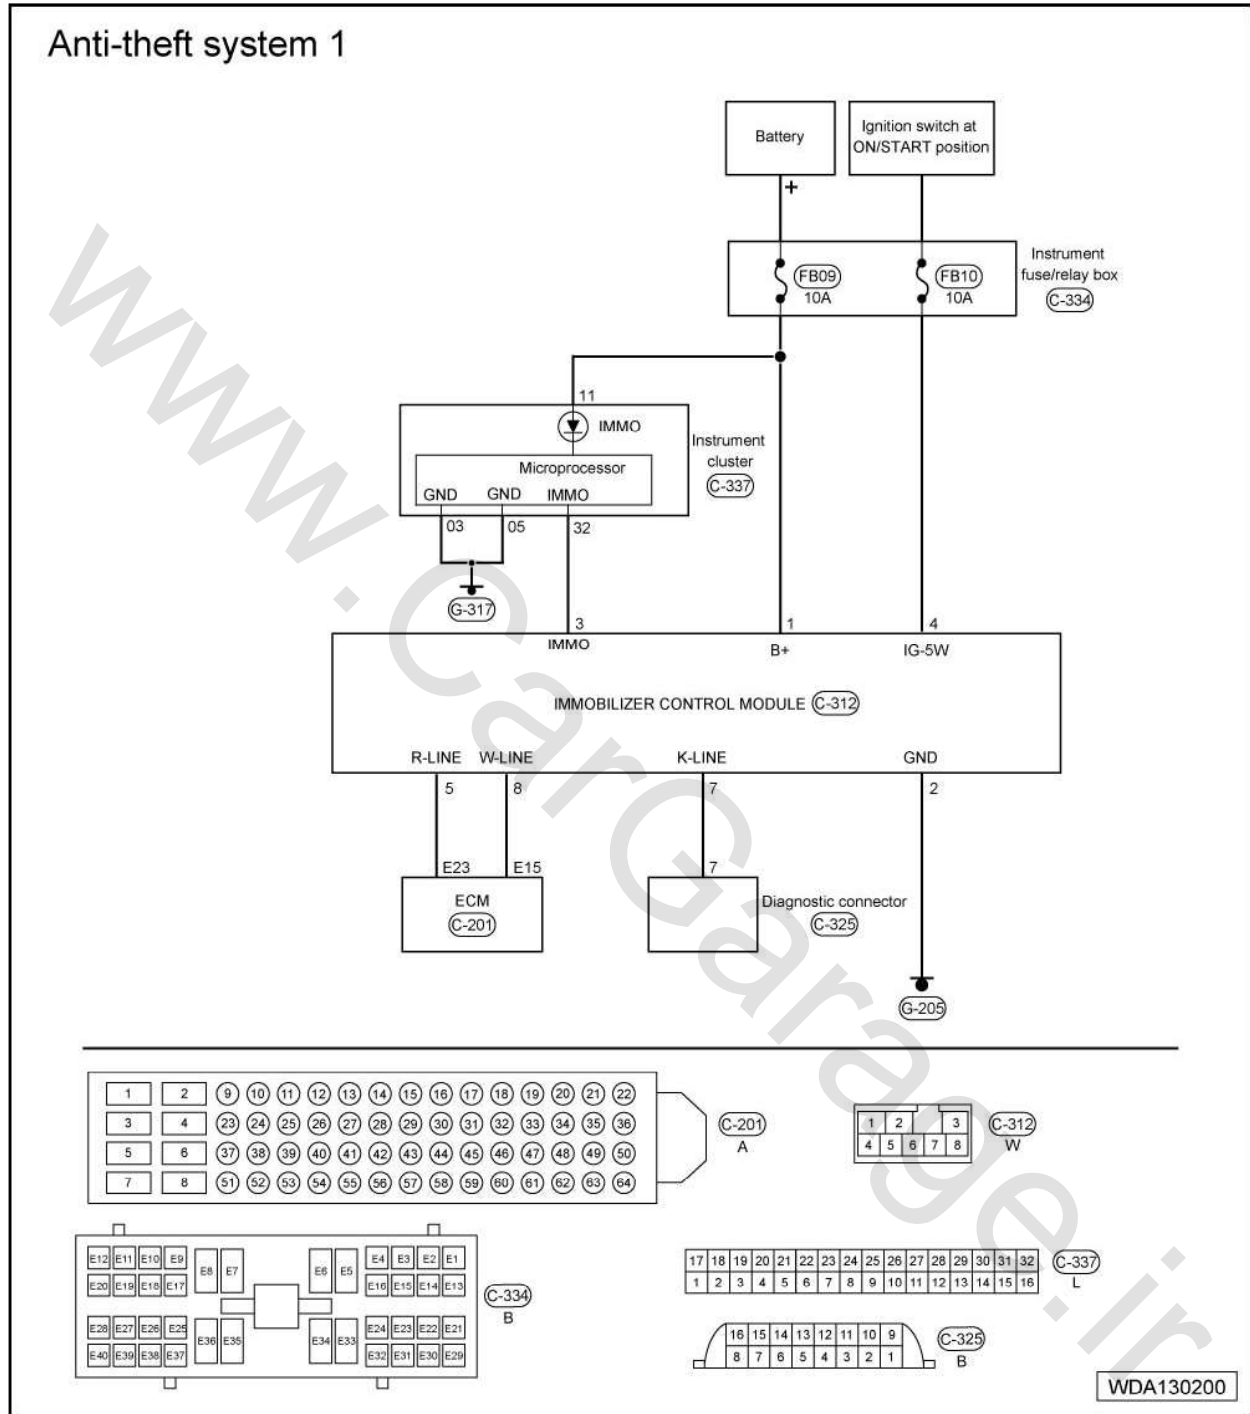 Anti-theft system 1
Battery
Ignition switch at
ON/START position
+
Instrument
fuse/relay box
C-334
FB09
10A
FB10
10A
11
IMMO
Instrument
cluster
C-337
Microprocessor
GND GND IMMO
03 05 32
G-317
3 1 4
IMMO B+ IG-5W
IMMOBILIZER CONTROL MODULE C-312
R-LINE W-LINE K-LINE GND
5 8 7 2
E23 E15 7
ECM
C-201
Diagnostic connector
C-325
G-205
1 2 9 10 11 12 13 14 15 16 17 18 19 20 21 22
3 4 23 24 25 26 27 28 29 30 31 32 33 34 35 36
5 6 37 38 39 40 41 42 43 44 45 46 47 48 49 50
7 8 51 52 53 54 55 56 57 58 59 60 61 62 63 64
C-201
A
1 2 3
4 5 6 7 8
C-312
W
E12 E11 E10 E9 E8 E7 E6 E5 E4 E3 E2 E1
E20 E19 E18 E17 E16 E15 E14 E13
E28 E27 E26 E25 E36 E35 E34 E33 E24 E23 E22 E21
E40 E39 E38 E37 E32 E31 E30 E29
C-334
B
17 18 19 20 21 22 23 24 25 26 27 28 29 30 31 32
1 2 3 4 5 6 7 8 9 10 11 12 13 14 15 16
C-337
L
16 15 14 13 12 11 10 9
8 7 6 5 4 3 2 1
C-325
B
WDA130200
www.CarGarage.ir